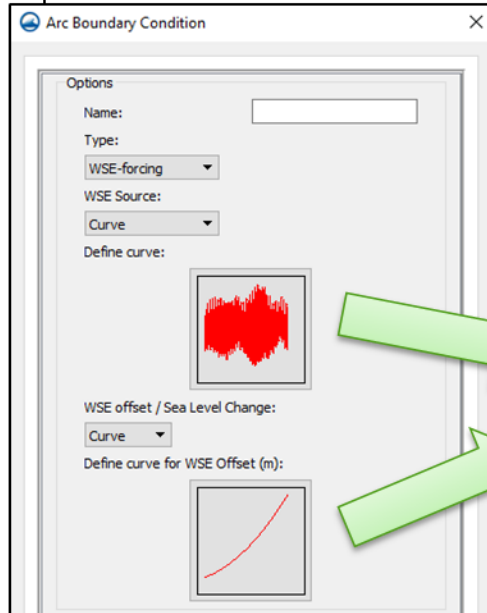 Arc Boundary Condition
Options
Name:
Type:
WSE-forcing
WSE Source:
Curve
Define curve:
WSE offset / Sea Level Change:
Curve
Define curve for WSE Offset (m):